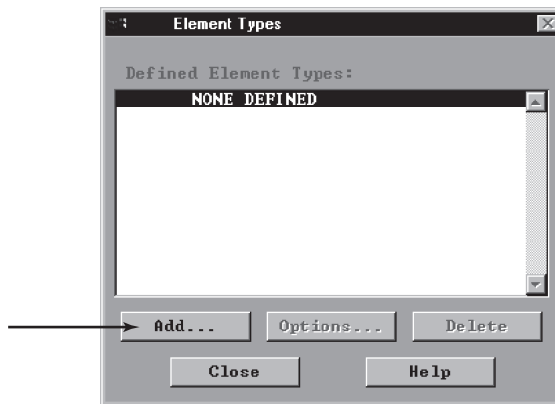 Element Types
Defined Element Types:
NONE DEFINED
Add... Options... Delete
Close Help